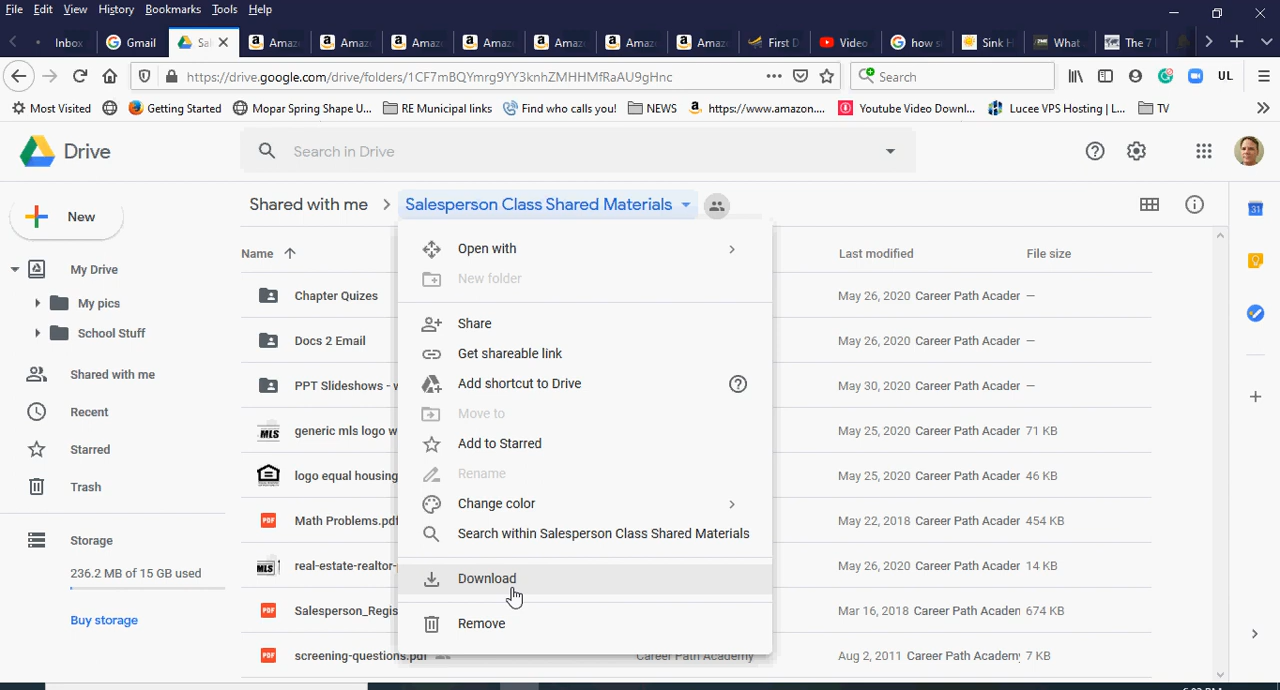 File Edit View History Bookmarks Tools Help
Inbo Gmail Sal Amaz Amaz Amaz Amaz Amaz Amaz Amaz First D Video how s Sink H What The 7
https://drive.google.com/drive/folders/1CF7mBQYmrg9YY3knhZMHHMfRaAU9gHnc Search UL
Most Visited Getting Started Mopar Spring Shape U... RE Municipal links Find who calls you! NEWS https://www.amazon.... Youtube Video Downl... Lucee VPS Hosting | L... TV
Drive Search in Drive
New Shared with me > Salesperson Class Shared Materials 31
Name Last modified File size
My Drive Open with
My pics New folder
School Stuff Share
Shared with me Get shareable link
Recent Add shortcut to Drive
Starred Move to
Trash Add to Starred
Storage Rename
236.2 MB of 15 GB used Change color
Buy storage Search within Salesperson Class Shared Materials
Download
Remove
Chapter Quizes May 26, 2020 Career Path Acader —
Docs 2 Email May 26, 2020 Career Path Acader —
PPT Slideshows - w May 30, 2020 Career Path Acader —
MLS generic mls logo w May 25, 2020 Career Path Acader 71 KB
logo equal housing May 25, 2020 Career Path Acader 46 KB
PDF Math Problems.pdf May 22, 2018 Career Path Acader 454 KB
MLS real-estate-realtor- May 26, 2020 Career Path Acader 14 KB
PDF Salesperson_Regis Mar 16, 2018 Career Path Academ 674 KB
PDF screening-questions.pdf Career Path Academy Aug 2, 2011 Career Path Academy 7 KB